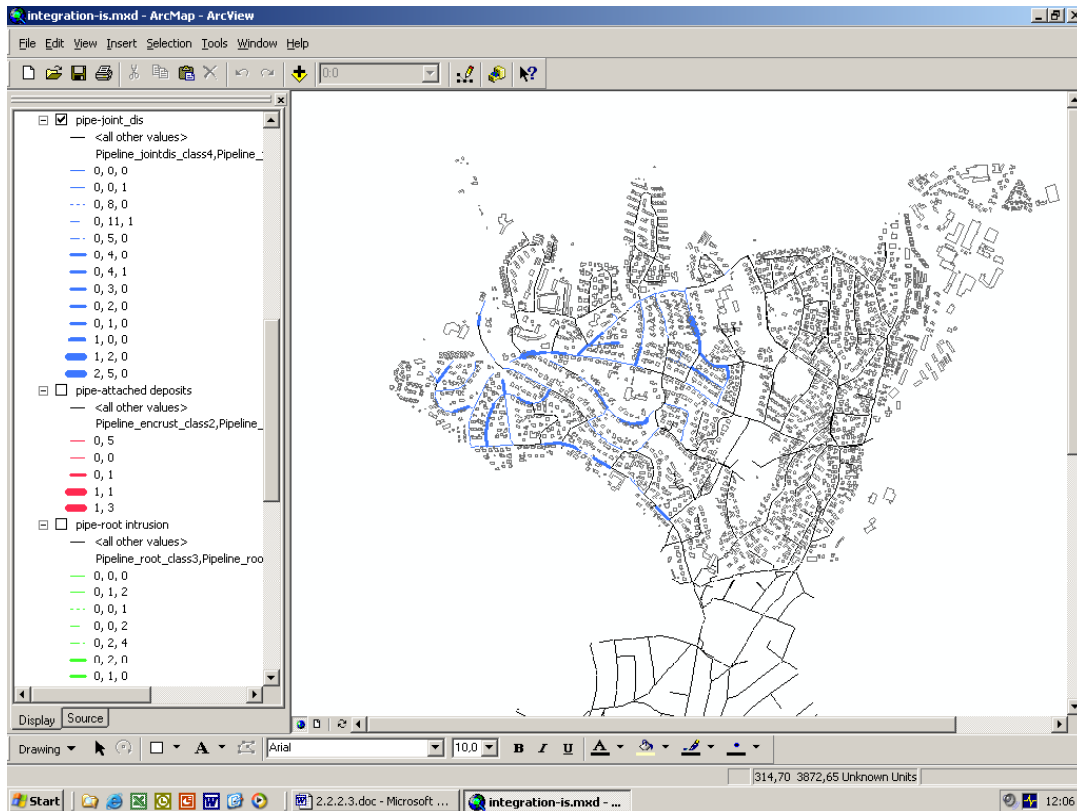 integration-is.mxd - ArcMap - ArcView
File Edit View Insert Selection Tools Window Help
0:0
pipe-joint_dis
<all other values>
Pipeline_jointdis_class4,Pipeline_
0, 0, 0
0, 0, 1
0, 8, 0
0, 11, 1
0, 5, 0
0, 4, 0
0, 4, 1
0, 3, 0
0, 2, 0
0, 1, 0
1, 0, 0
1, 2, 0
2, 5, 0
pipe-attached deposits
<all other values>
Pipeline_encrust_class2,Pipeline_
0, 5
0, 0
0, 1
1, 1
1, 3
pipe-root intrusion
<all other values>
Pipeline_root_class3,Pipeline_roo
0, 0, 0
0, 1, 2
0, 0, 1
0, 0, 2
0, 2, 4
0, 2, 0
0, 1, 0
Display Source
Drawing A Arial 10,0 B I U A
314,70 3872,65 Unknown Units
Start 2.2.2.3.doc - Microsoft ... integration-is.mxd - ... 12:06